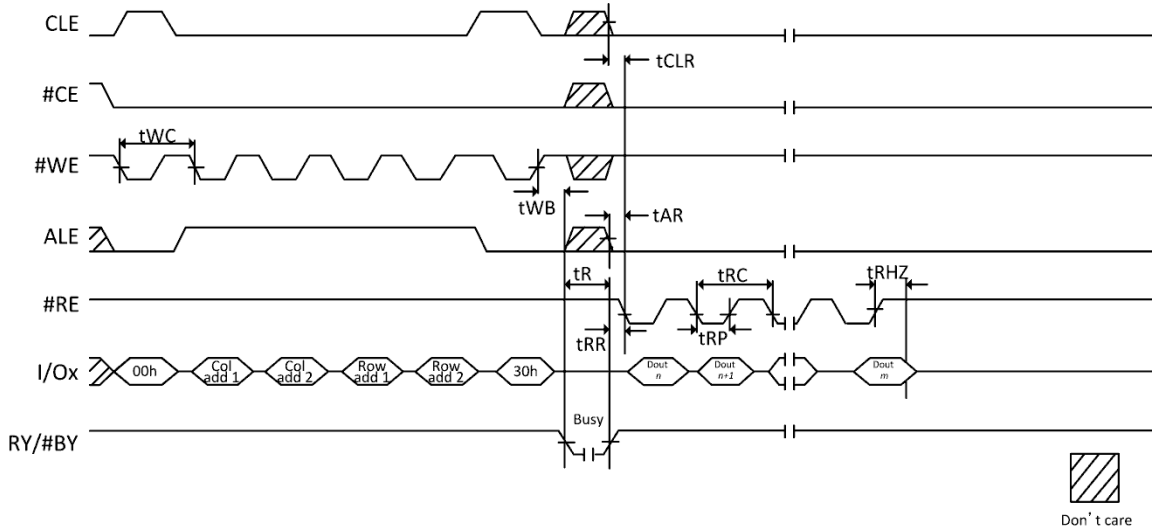 CLE
tCLR
#CE
tWC
#WE
tWB
tAR
ALE
tR
tRC
tRHZ
#RE
tRR
tRP
I/Ox
00h
Col
add 1
Col
add 2
Row
add 1
Row
add 2
30h
Dout
n
Dout
n+1
Dout
m
Busy
RY/#BY
Don't care